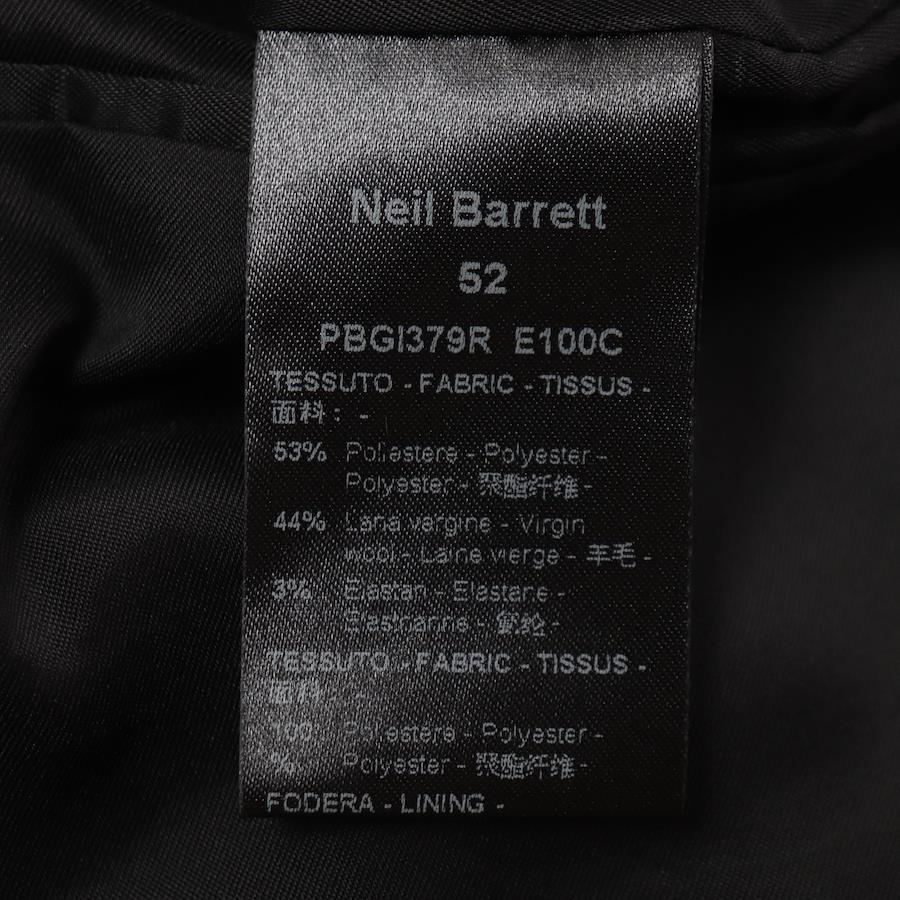 Neil Barrett
52
PBGI379R E100C
TESSUTO - FABRIC - TISSUS -
面料： -
53% Poliestere - Polyester -
Polyester - 聚酯纤维 -
44% Lana vergine - Virgin
wool - Laine vierge - 羊毛 -
3% Elastan - Elastane -
Elasthanne - 氨纶 -
TESSUTO - FABRIC - TISSUS -
面料： -
100 Poliestere - Polyester -
% Polyester - 聚酯纤维 -
FODERA - LINING -